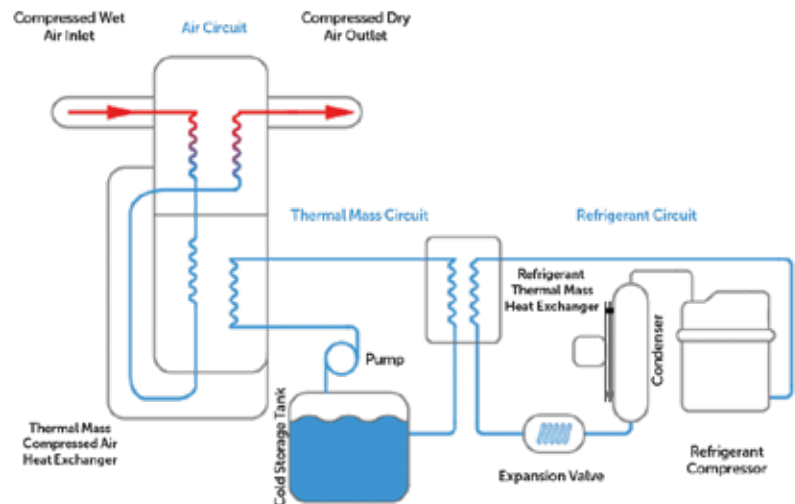 Compressed Wet
Air Inlet
Air Circuit
Compressed Dry
Air Outlet
Thermal Mass Circuit
Refrigerant Circuit
Refrigerant
Thermal Mass
Heat Exchanger
Condenser
Pump
Cold Storage Tank
Thermal Mass
Compressed Air
Heat Exchanger
Expansion Valve
Refrigerant
Compressor